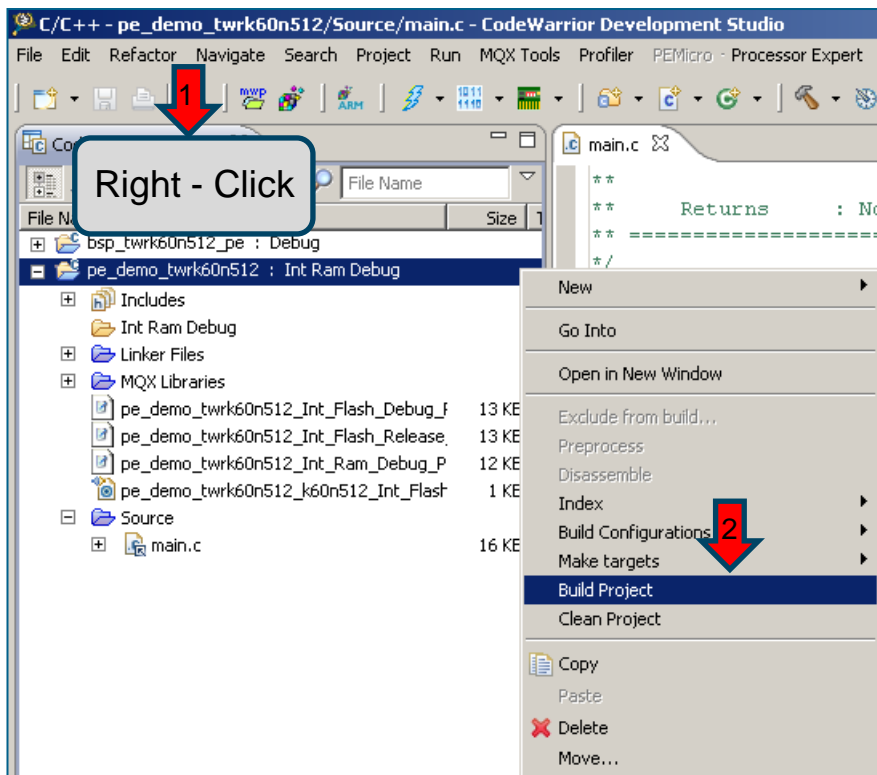 C/C++ - pe_demo_twrk60n512/Source/main.c - CodeWarrior Development Studio
File Edit Refactor Navigate Search Project Run MQX Tools Profiler PEMicro - Processor Expert
1
ARM
main.c
Right - Click
File Name
Size
** 
** Returns :
** ======================
*/
bsp_twrk60n512_pe : Debug
pe_demo_twrk60n512 : Int Ram Debug
Includes
Int Ram Debug
Linker Files
MQX Libraries
pe_demo_twrk60n512_Int_Flash_Debug_ 13 KE
pe_demo_twrk60n512_Int_Flash_Release_ 13 KE
pe_demo_twrk60n512_Int_Ram_Debug_P 12 KE
pe_demo_twrk60n512_k60n512_Int_Flash 1 KE
Source
main.c 16 KE
New
Go Into
Open in New Window
Exclude from build...
Preprocess
Disassemble
Index
Build Configurations
2
Make targets
Build Project
Clean Project
Copy
Paste
Delete
Move...